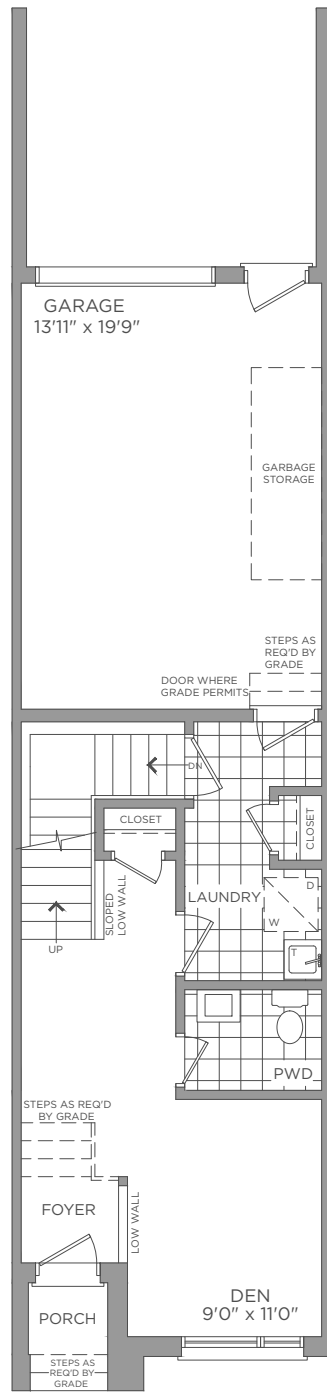 GARAGE
13'11" x 19'9"
GARBAGE
STORAGE
STEPS AS
REQ'D BY
GRADE
DOOR WHERE
GRADE PERMITS
DN
CLOSET
CLOSET
SLOPED
LOW WALL
LAUNDRY
D
W
T
UP
PWD
STEPS AS REQ'D
BY GRADE
FOYER
LOW WALL
PORCH
DEN
9'0" x 11'0"
STEPS AS
REQ'D BY
GRADE